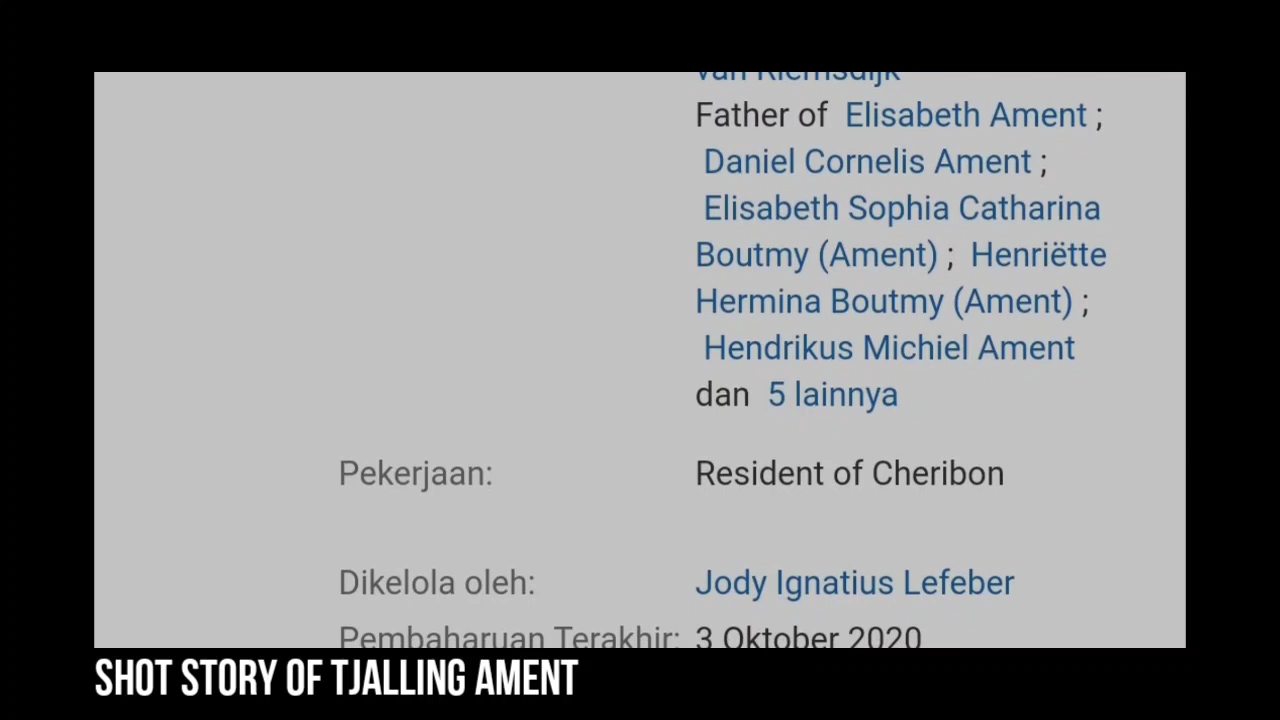 van Riemsdijk
Father of Elisabeth Ament ;
Daniel Cornelis Ament ;
Elisabeth Sophia Catharina
Boutmy (Ament) ; Henriëtte
Hermina Boutmy (Ament) ;
Hendrikus Michiel Ament
dan 5 lainnya
Pekerjaan: Resident of Cheribon
Dikelola oleh: Jody Ignatius Lefeber
Pembaharuan Terakhir: 3 Oktober 2020
SHOT STORY OF TJALLING AMENT